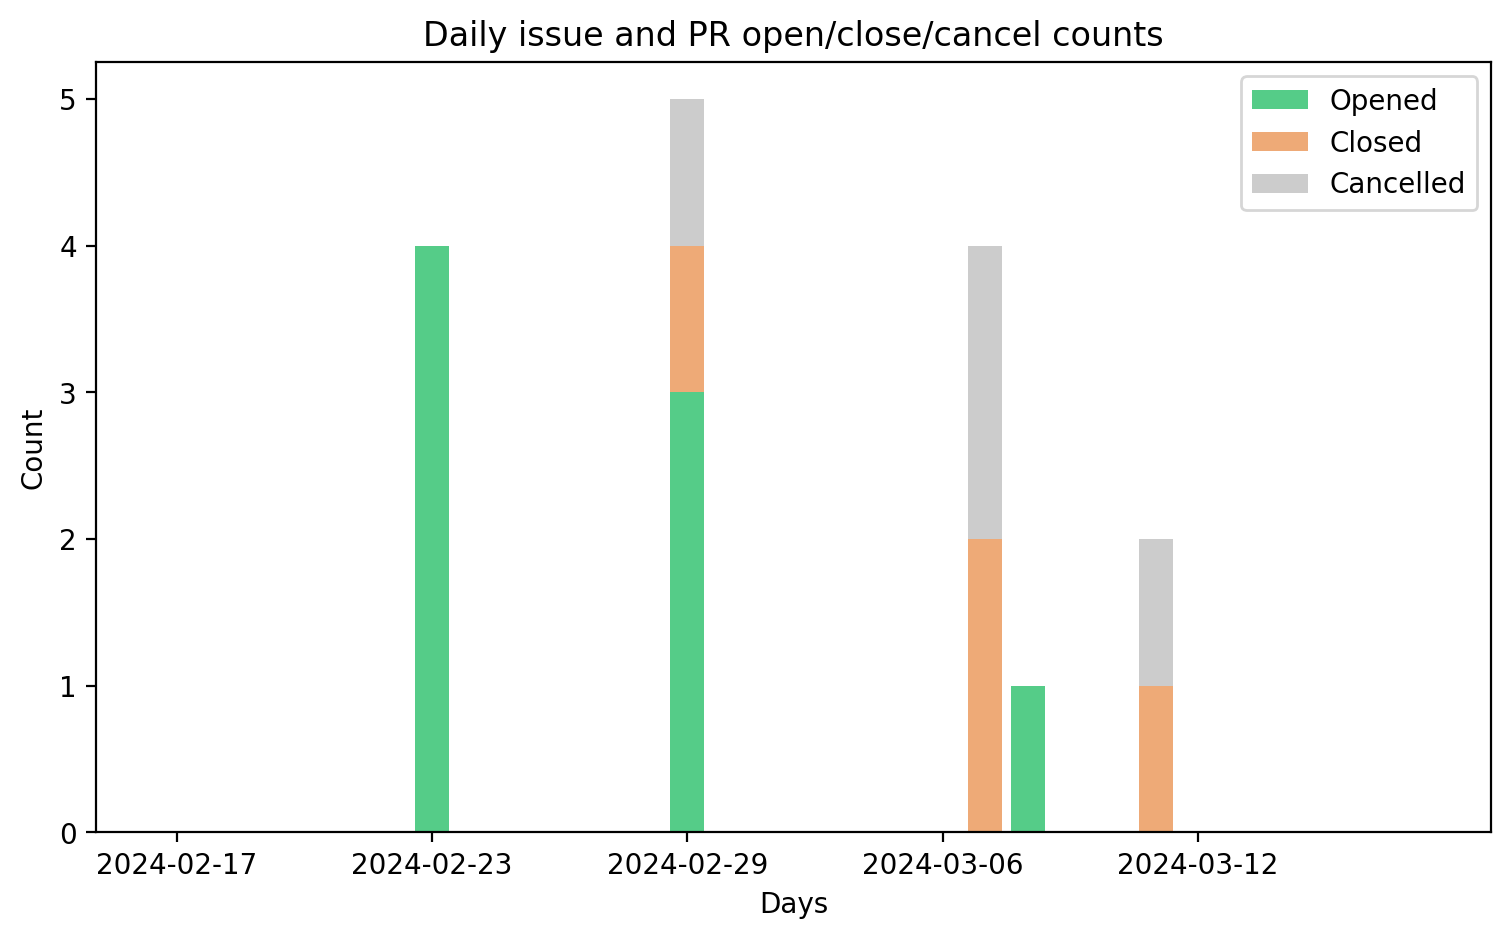 Daily issue and PR open/close/cancel counts
Opened
Closed
Cancelled
5
4
3
2
1
0
Count
2024-02-17 2024-02-23 2024-02-29 2024-03-06 2024-03-12
Days